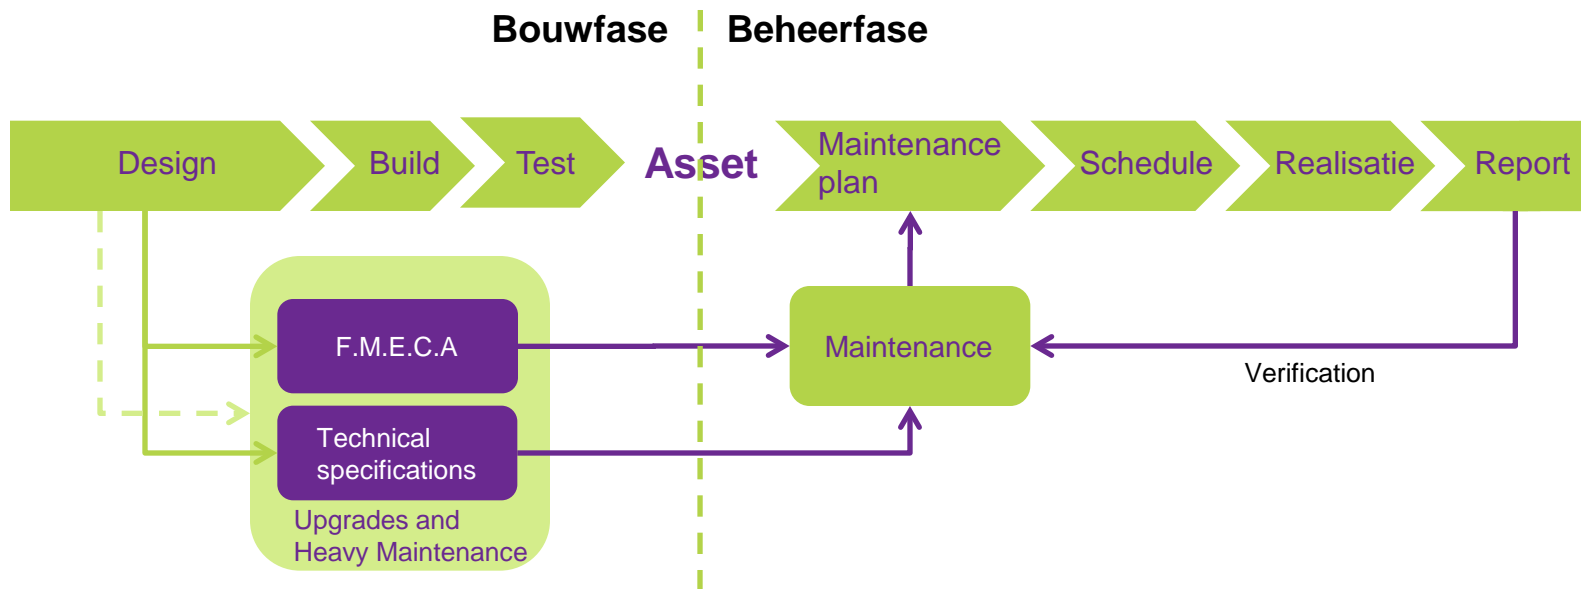 Bouwfase
Beheerfase
Design
Build
Test
Asset
Maintenance
plan
Schedule
Realisatie
Report
F.M.E.C.A
Maintenance
Verification
Technical
specifications
Upgrades and
Heavy Maintenance